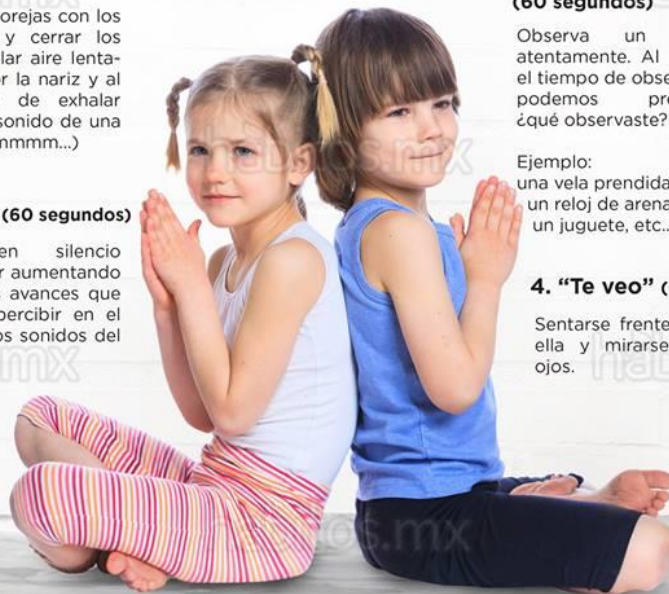 orejas con los
y cerrar los
lar aire lenta-
r la nariz y al
de exhalar
sonido de una
mmmm...)
(60 segundos)
en silencio
r aumentando
avances que
percibir en el
os sonidos del
(60 segundos)
Observa un
atentamente. Al
el tiempo de obse
podemos pre
¿qué observaste?
Ejemplo:
una vela prendida
un reloj de arena
un juguete, etc..
4. “Te veo” (
Sentarse frente
ella y mirarse
ojos.